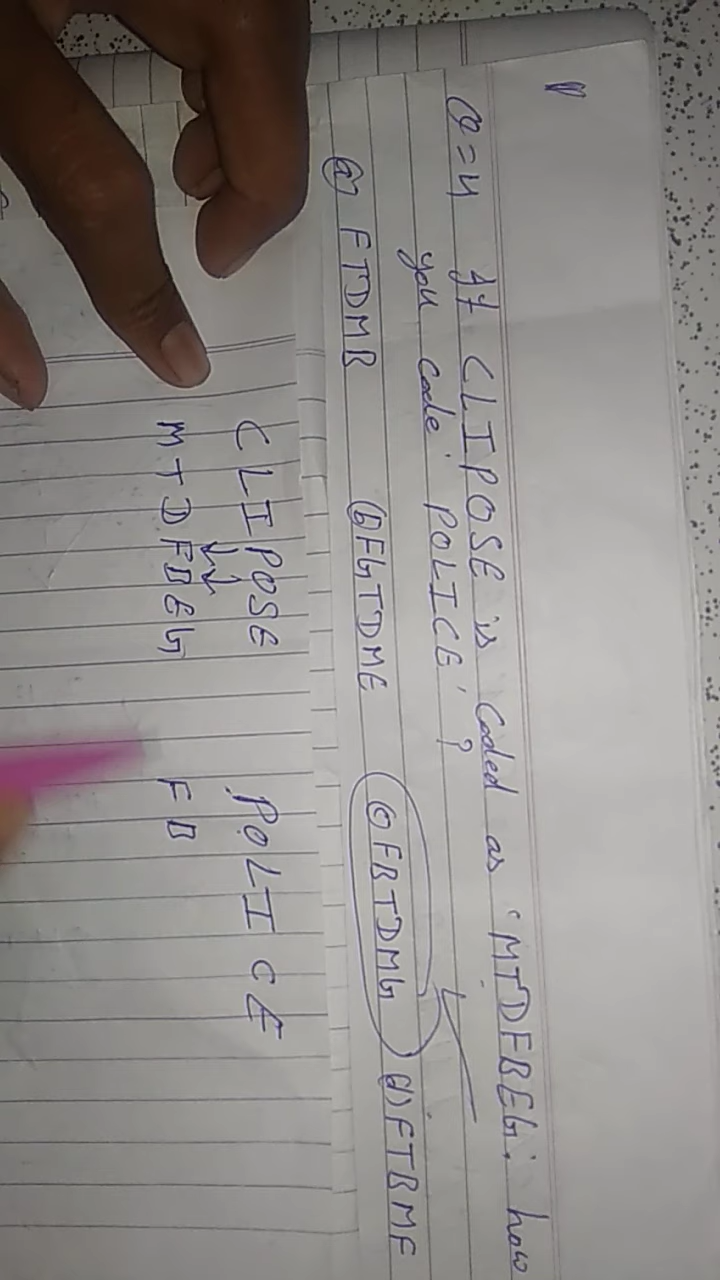 Q=4 If CLIPOSE is Coded as 'MTDFBEG'. how
you code 'POLICE' ?
(a) FTDMB (b) FGTDME (c) FBTDMG (d) FTBMF
CLIPOSE POLICE
MTDFBEG FB